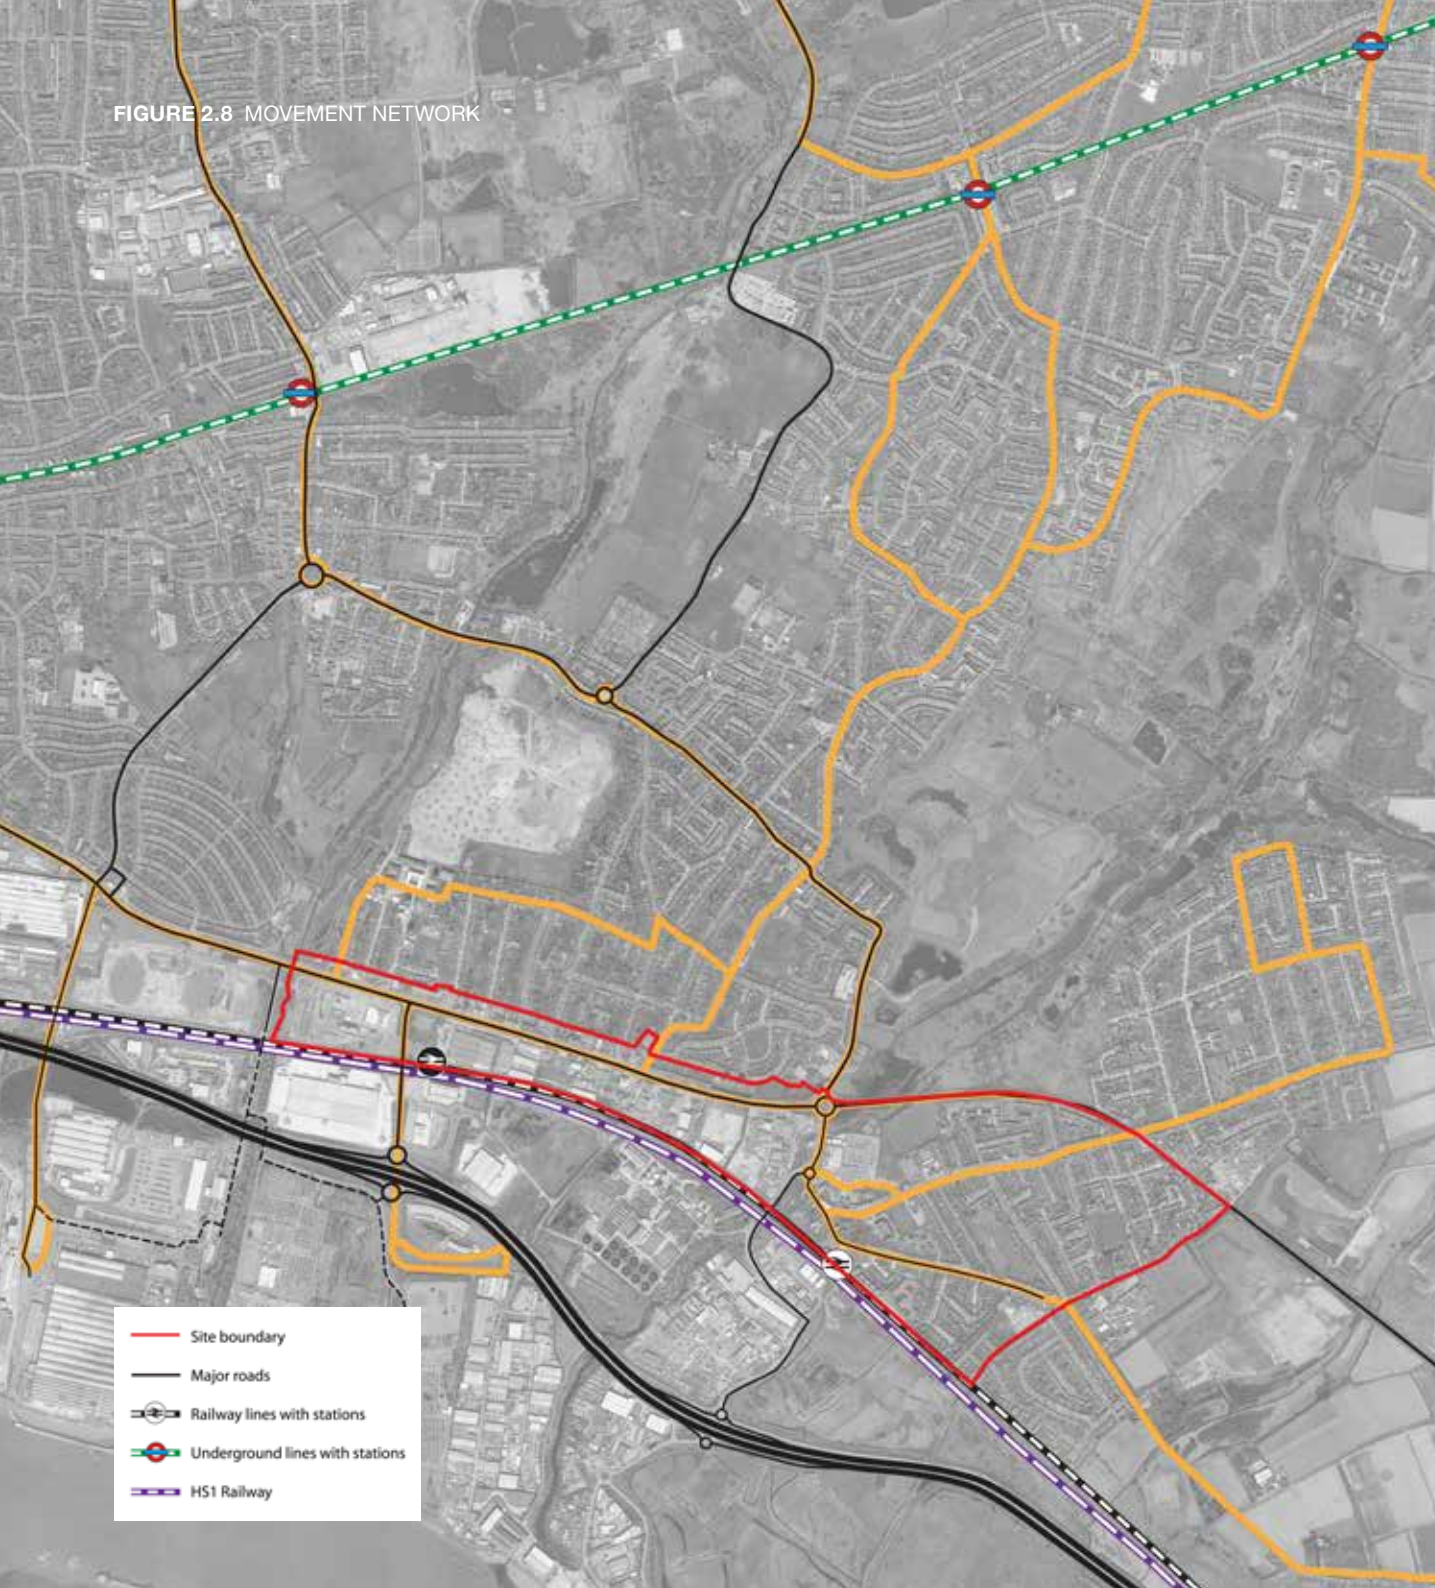 FIGURE 2.8 MOVEMENT NETWORK
Site boundary
Major roads
Railway lines with stations
Underground lines with stations
HS1 Railway